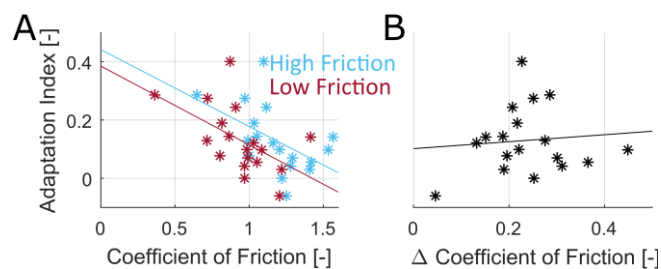 A
B
Adaptation Index [-]
0.4
0.2
0
High Friction
Low Friction
0 0.5 1 1.5
0 0.2 0.4
Coefficient of Friction [-]
Δ Coefficient of Friction [-]